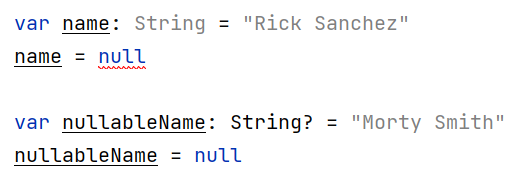 var name: String = "Rick Sanchez"
name = null
var nullableName: String? = "Morty Smith"
nullableName = null